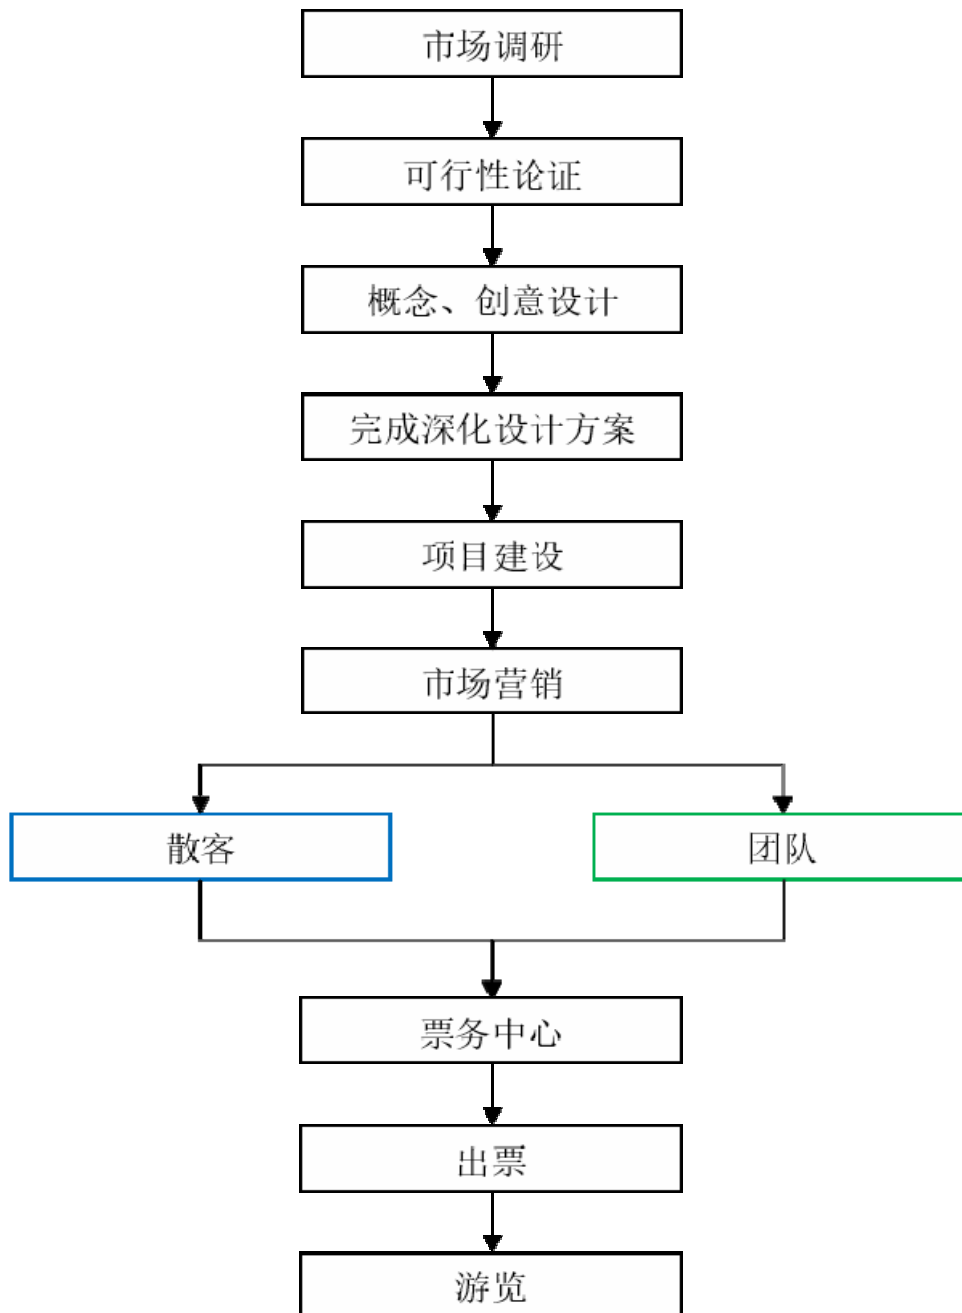 市场调研
可行性论证
概念、创意设计
完成深化设计方案
项目建设
市场营销
散客
团队
票务中心
出票
游览